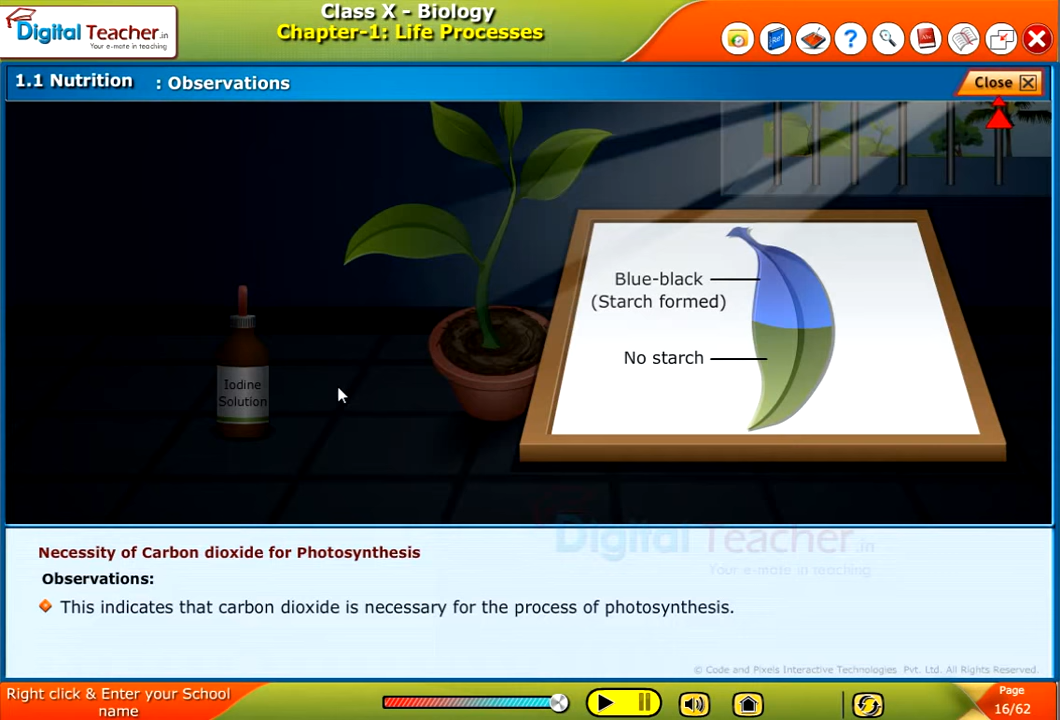 Digital Teacher.in
Your e-mate in teaching
Class X - Biology
Chapter-1: Life Processes
Ref
1.1 Nutrition : Observations
Close
Blue-black
(Starch formed)
No starch
Iodine
Solution
Digital Teacher.in
Your e-mate in teaching
Necessity of Carbon dioxide for Photosynthesis
Observations:
This indicates that carbon dioxide is necessary for the process of photosynthesis.
© Code and Pixels Interactive Technologies Pvt. Ltd. All Rights Reserved.
Right click & Enter your School
name
Page
16/62